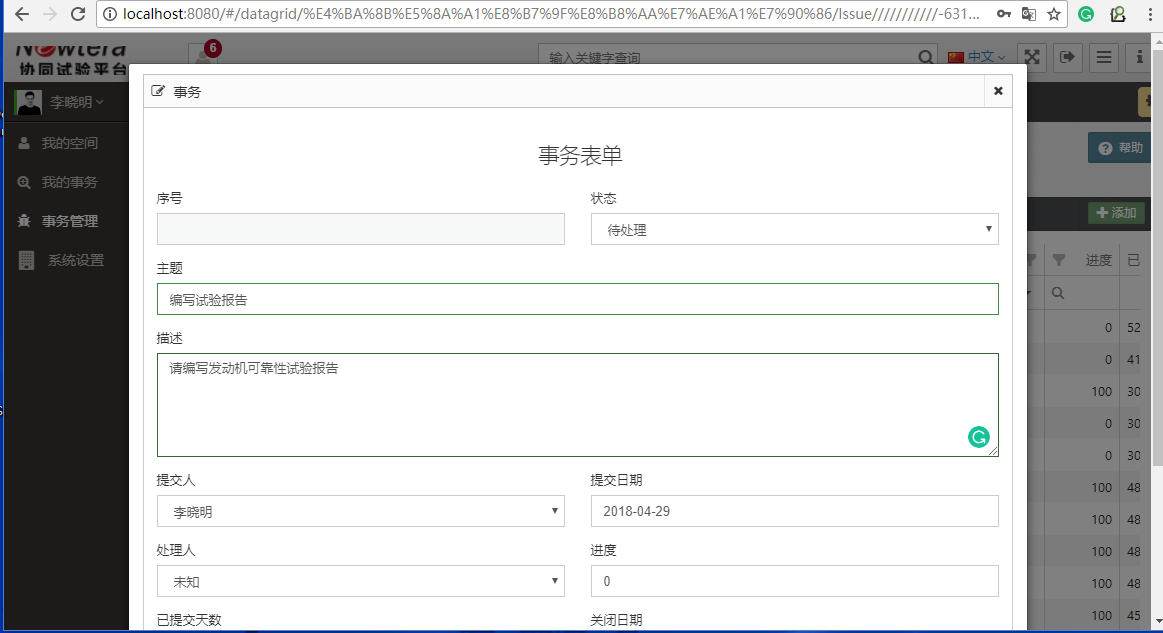 localhost:8080/#/datagrid/%E4%BA%8B%E5%8A%A1%E8%B7%9F%E8%B8%AA%E7%AE%A1%E7%90%86/Issue///////////-631...
Newtera
6
输入关键字查询
中文
协同试验平台
事务
李晓明
我的空间
事务表单
帮助
我的事务
序号
状态
添加
事务管理
待处理
系统设置
主题
进度
已
编写试验报告
描述
0 52
请编写发动机可靠性试验报告
0 41
100 30
0 30
0 30
提交人
提交日期
100 48
李晓明
2018-04-29
100 48
处理人
进度
100 48
未知
0
100 48
已提交天数
关闭日期
100 45